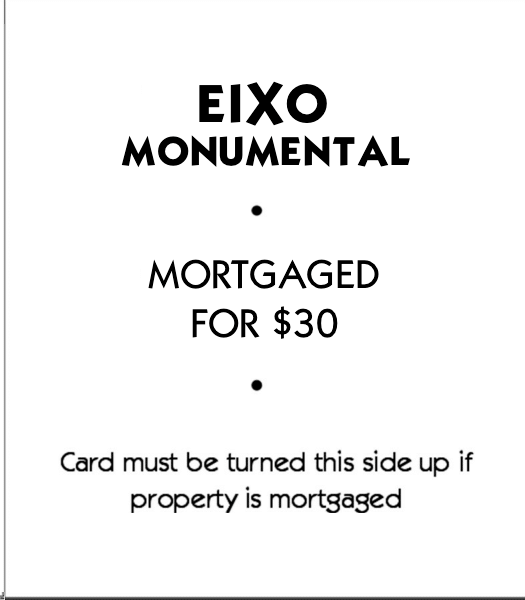 EIXO
MONUMENTAL
•
MORTGAGED
FOR $30
•
Card must be turned this side up if
property is mortgaged